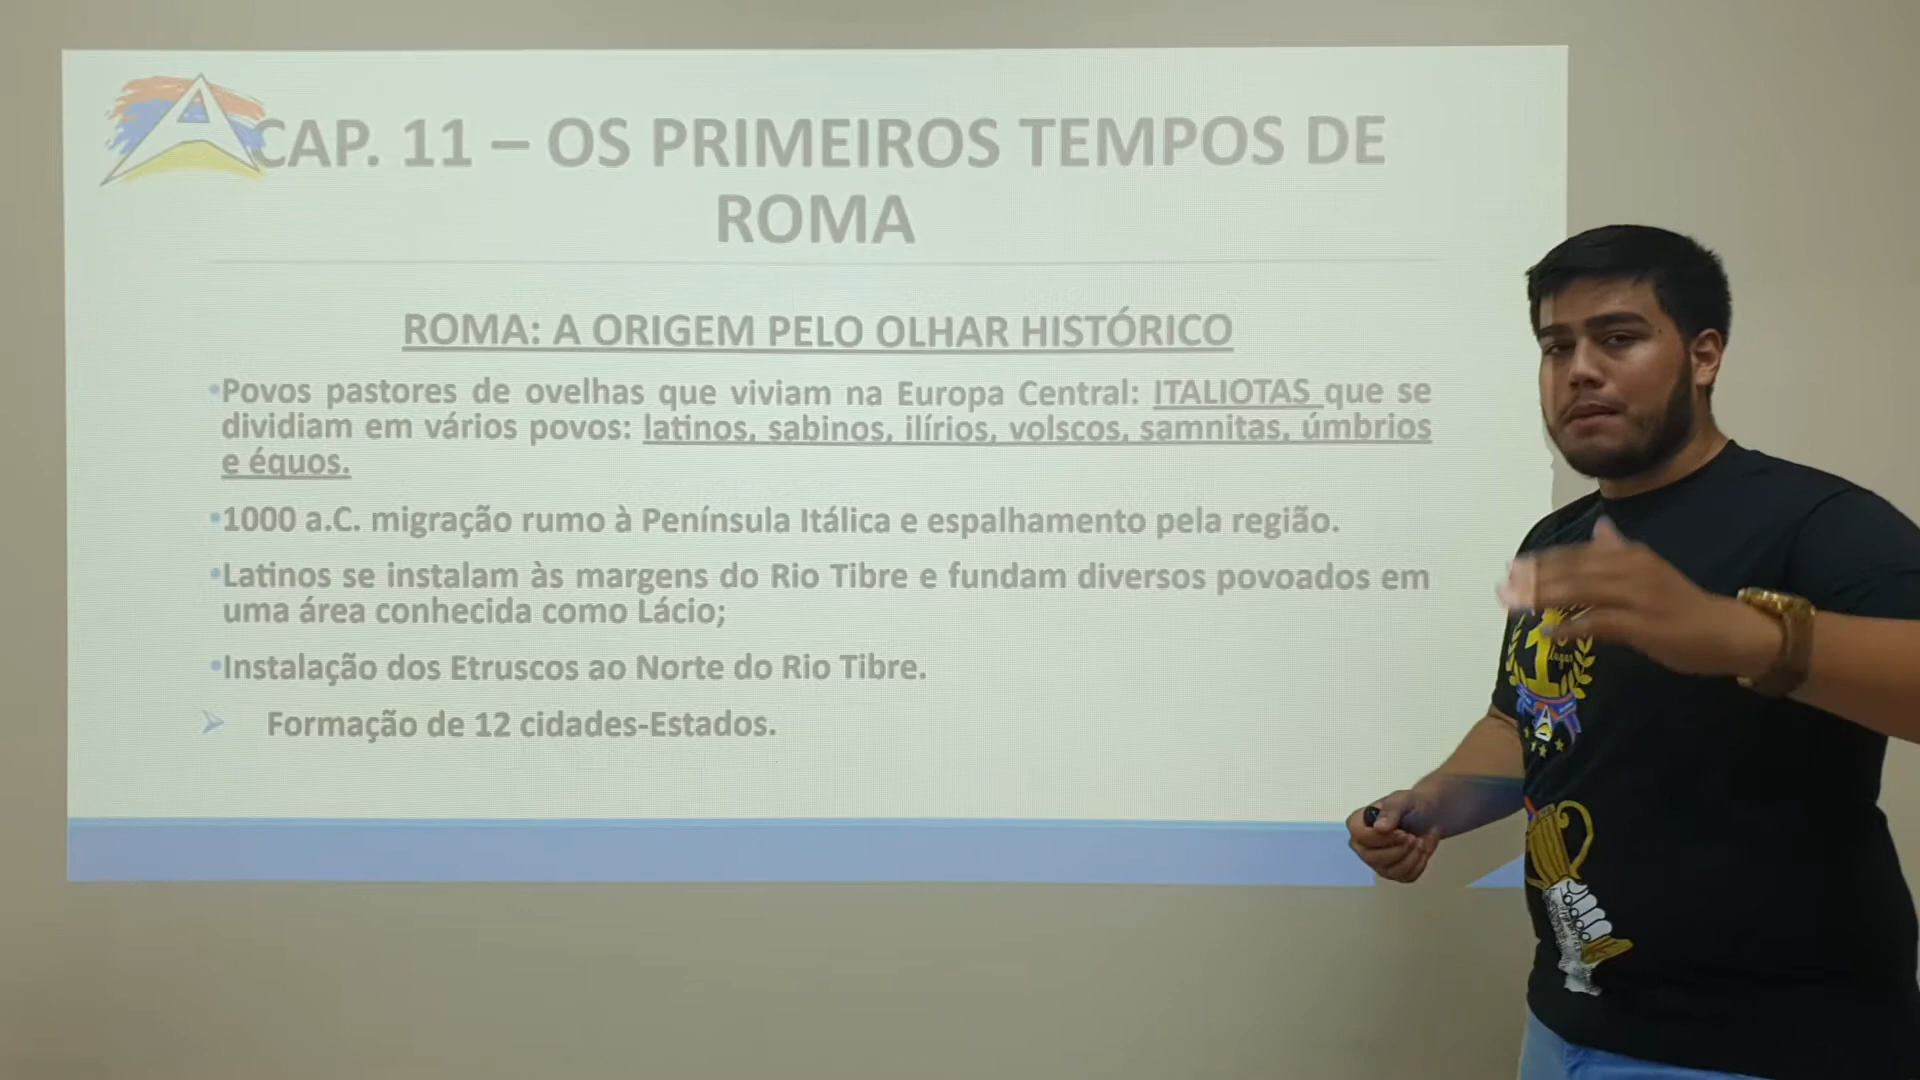 CAP. 11 – OS PRIMEIROS TEMPOS DE
ROMA
ROMA: A ORIGEM PELO OLHAR HISTÓRICO
•Povos pastores de ovelhas que viviam na Europa Central: ITALIOTAS que se
dividiam em vários povos: latinos, sabinos, ilírios, volscos, samnitas, úmbrios
e équos.
•1000 a.C. migração rumo à Península Itálica e espalhamento pela região.
•Latinos se instalam às margens do Rio Tibre e fundam diversos povoados em
uma área conhecida como Lácio;
•Instalação dos Etruscos ao Norte do Rio Tibre.
➢ Formação de 12 cidades-Estados.
1
lugar